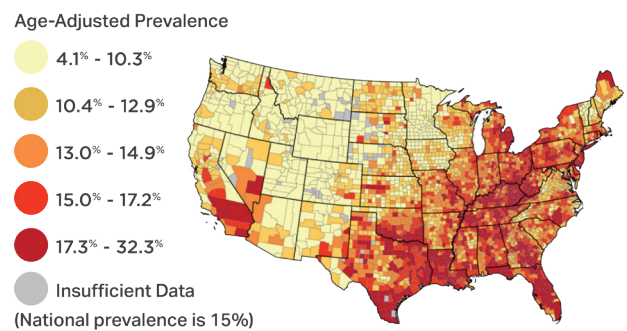 Age-Adjusted Prevalence
4.1% - 10.3%
10.4% - 12.9%
13.0% - 14.9%
15.0% - 17.2%
17.3% - 32.3%
Insufficient Data
(National prevalence is 15%)